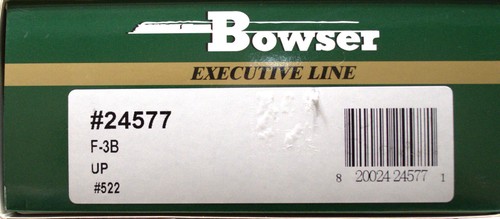 Bowser
EXECUTIVE LINE
#24577
F-3B
UP
#522
8 20024 24577 1